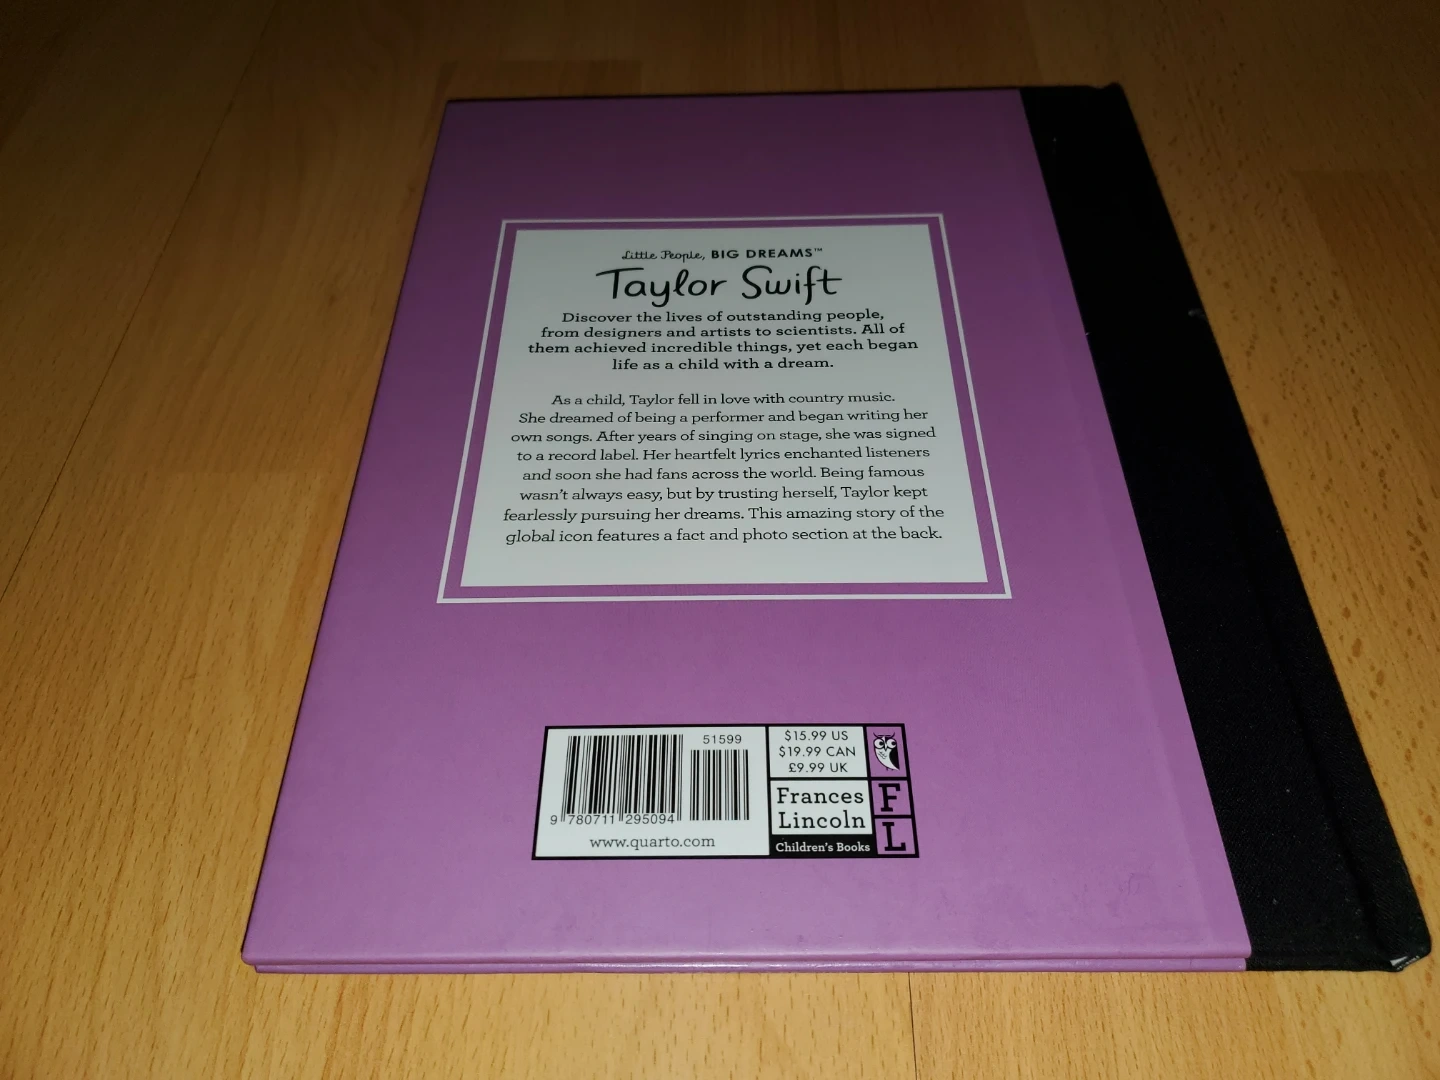 Little People, BIG DREAMS™
Taylor Swift
Discover the lives of outstanding people,
from designers and artists to scientists. All of
them achieved incredible things, yet each began
life as a child with a dream.
As a child, Taylor fell in love with country music.
She dreamed of being a performer and began writing her
own songs. After years of singing on stage, she was signed
to a record label. Her heartfelt lyrics enchanted listeners
and soon she had fans across the world. Being famous
wasn't always easy, but by trusting herself, Taylor kept
fearlessly pursuing her dreams. This amazing story of the
global icon features a fact and photo section at the back.
51599
9 780711 295094
www.quarto.com
$15.99 US
$19.99 CAN
£9.99 UK
Frances
Lincoln
Children's Books
F
L